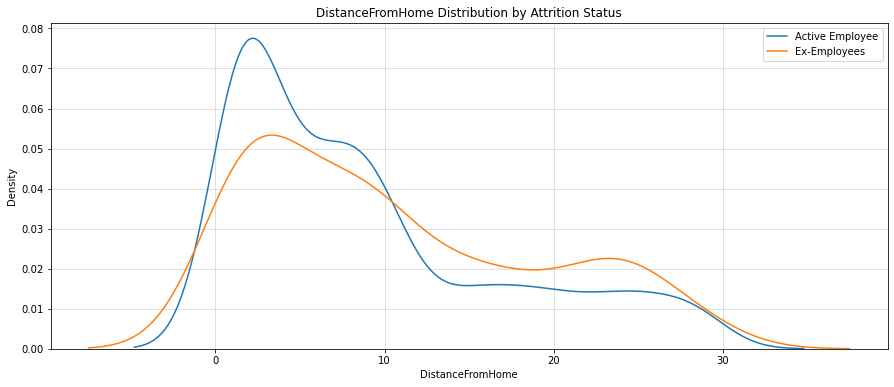 DistanceFromHome Distribution by Attrition Status
Active Employee
Ex-Employees
Density
0.08
0.07
0.06
0.05
0.04
0.03
0.02
0.01
0.00
0 10 20 30
DistanceFromHome